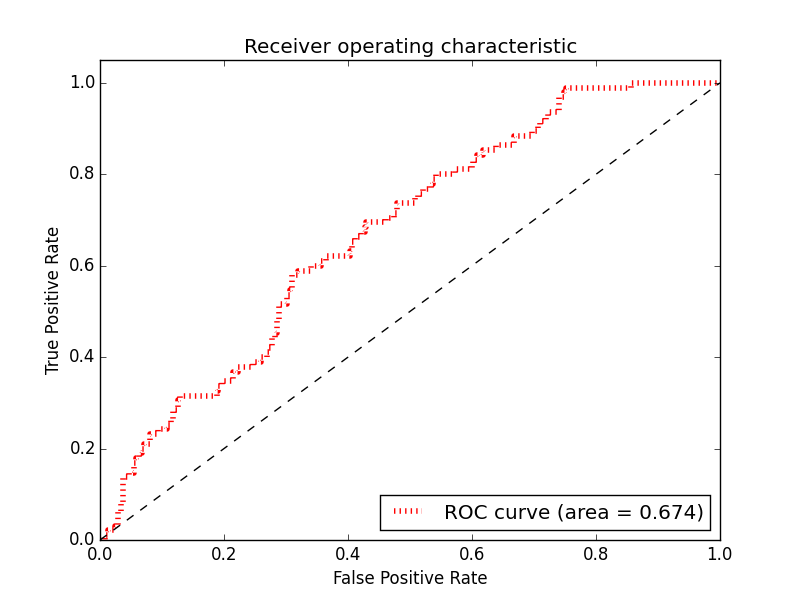 Receiver operating characteristic
1.0
0.8
0.6
0.4
0.2
0.0
True Positive Rate
ROC curve (area = 0.674)
0.0 0.2 0.4 0.6 0.8 1.0
False Positive Rate